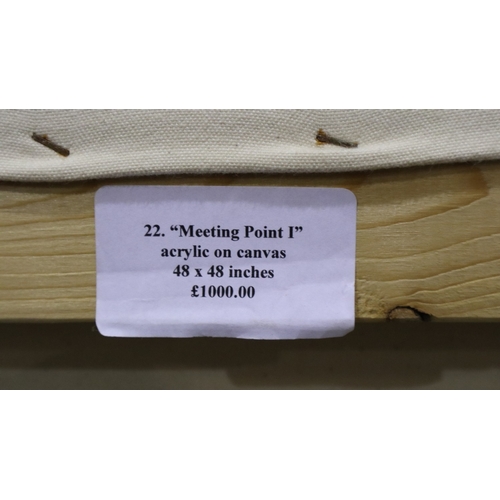 22. “Meeting Point I”
acrylic on canvas
48 x 48 inches
£1000.00